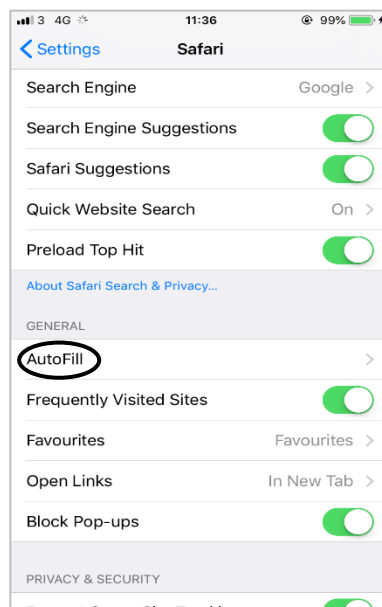 3 4G 11:36 99%
Settings Safari
Search Engine Google
Search Engine Suggestions
Safari Suggestions
Quick Website Search On
Preload Top Hit
About Safari Search & Privacy...
GENERAL
AutoFill
Frequently Visited Sites
Favourites Favourites
Open Links In New Tab
Block Pop-ups
PRIVACY & SECURITY